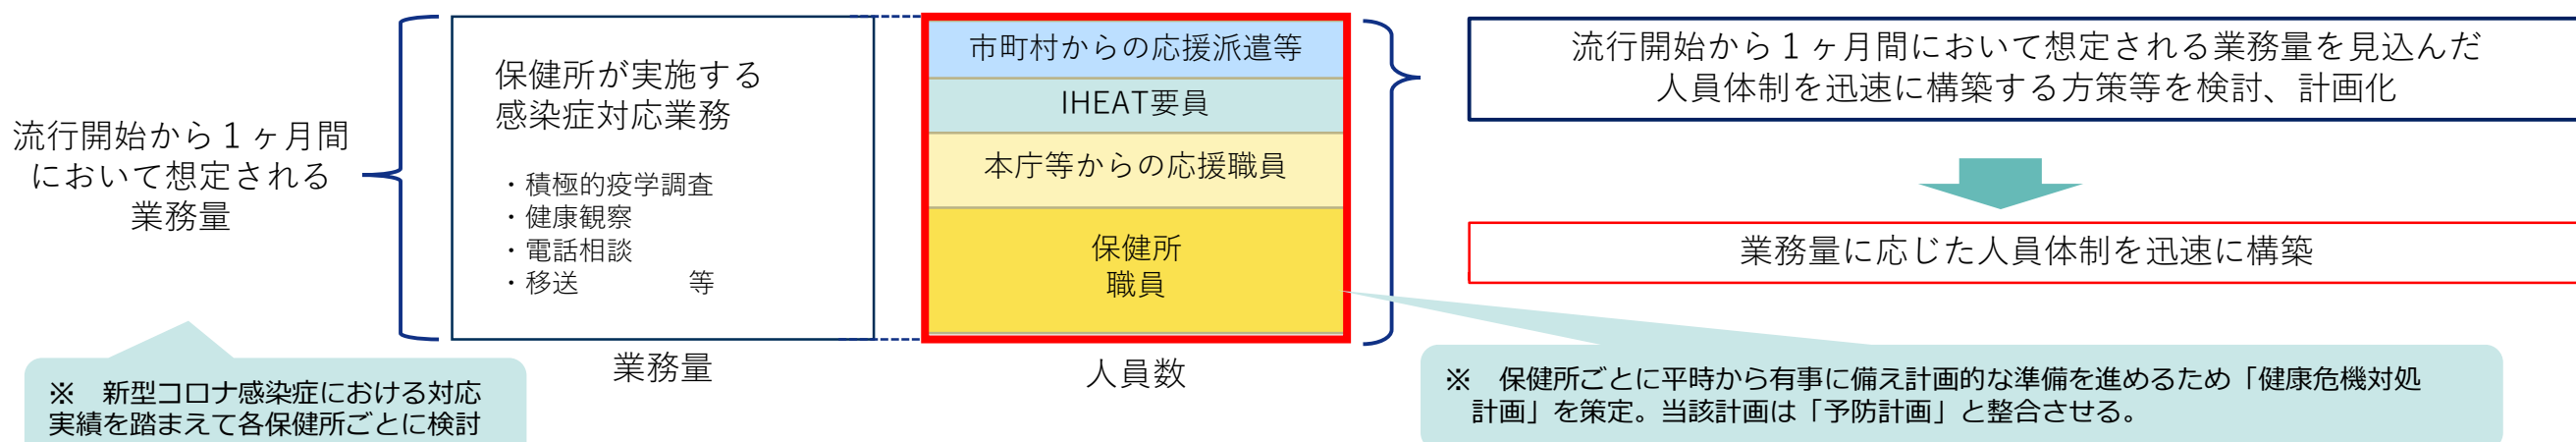 流行開始から１ヶ月間
において想定される
業務量
保健所が実施する
感染症対応業務
・積極的疫学調査
・健康観察
・電話相談
・移送　　　　等
業務量
市町村からの応援派遣等
IHEAT要員
本庁等からの応援職員
保健所
職員
人員数
流行開始から１ヶ月間において想定される業務量を見込んだ
人員体制を迅速に構築する方策等を検討、計画化
業務量に応じた人員体制を迅速に構築
※　新型コロナ感染症における対応
実績を踏まえて各保健所ごとに検討
※　保健所ごとに平時から有事に備え計画的な準備を進めるため「健康危機対処
計画」を策定。当該計画は「予防計画」と整合させる。